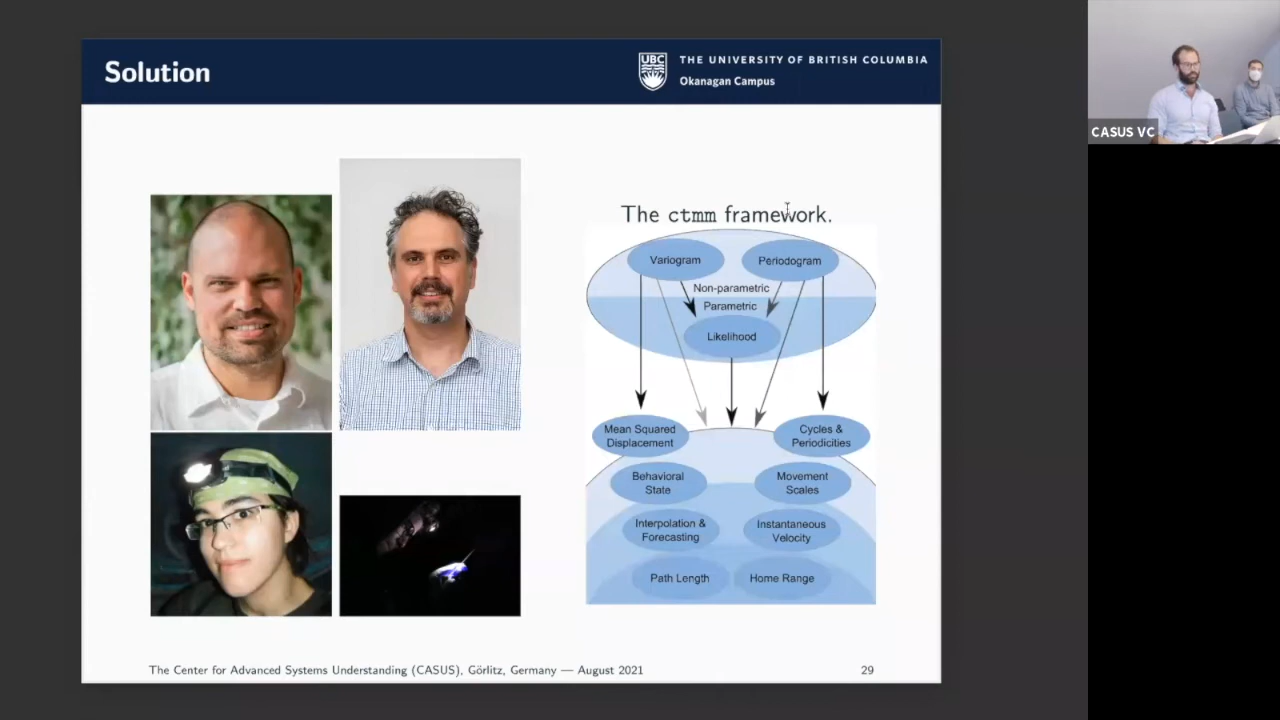 Solution
UBC
THE UNIVERSITY OF BRITISH COLUMBIA
Okanagan Campus
CASUS VC
The ctmm framework.
Variogram
Periodogram
Non-parametric
Parametric
Likelihood
Mean Squared
Displacement
Cycles &
Periodicities
Behavioral
State
Movement
Scales
Interpolation &
Forecasting
Instantaneous
Velocity
Path Length
Home Range
The Center for Advanced Systems Understanding (CASUS), Görlitz, Germany — August 2021
29